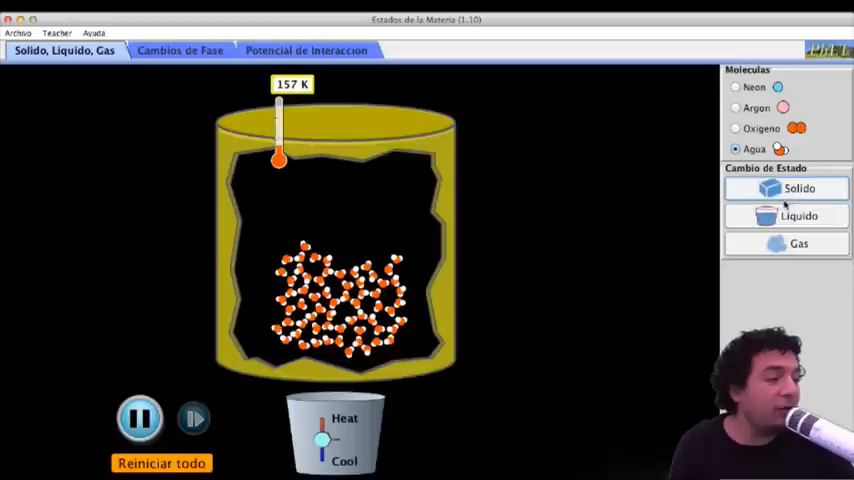 Estados de la Materia (1.10)
Archivo Teacher Ayuda
Solido, Liquido, Gas Cambios de Fase Potencial de Interaccion
PhET
157 K
Moleculas
Neon
Argon
Oxigeno
Agua
Cambio de Estado
Solido
Liquido
Gas
Heat
Cool
Reiniciar todo